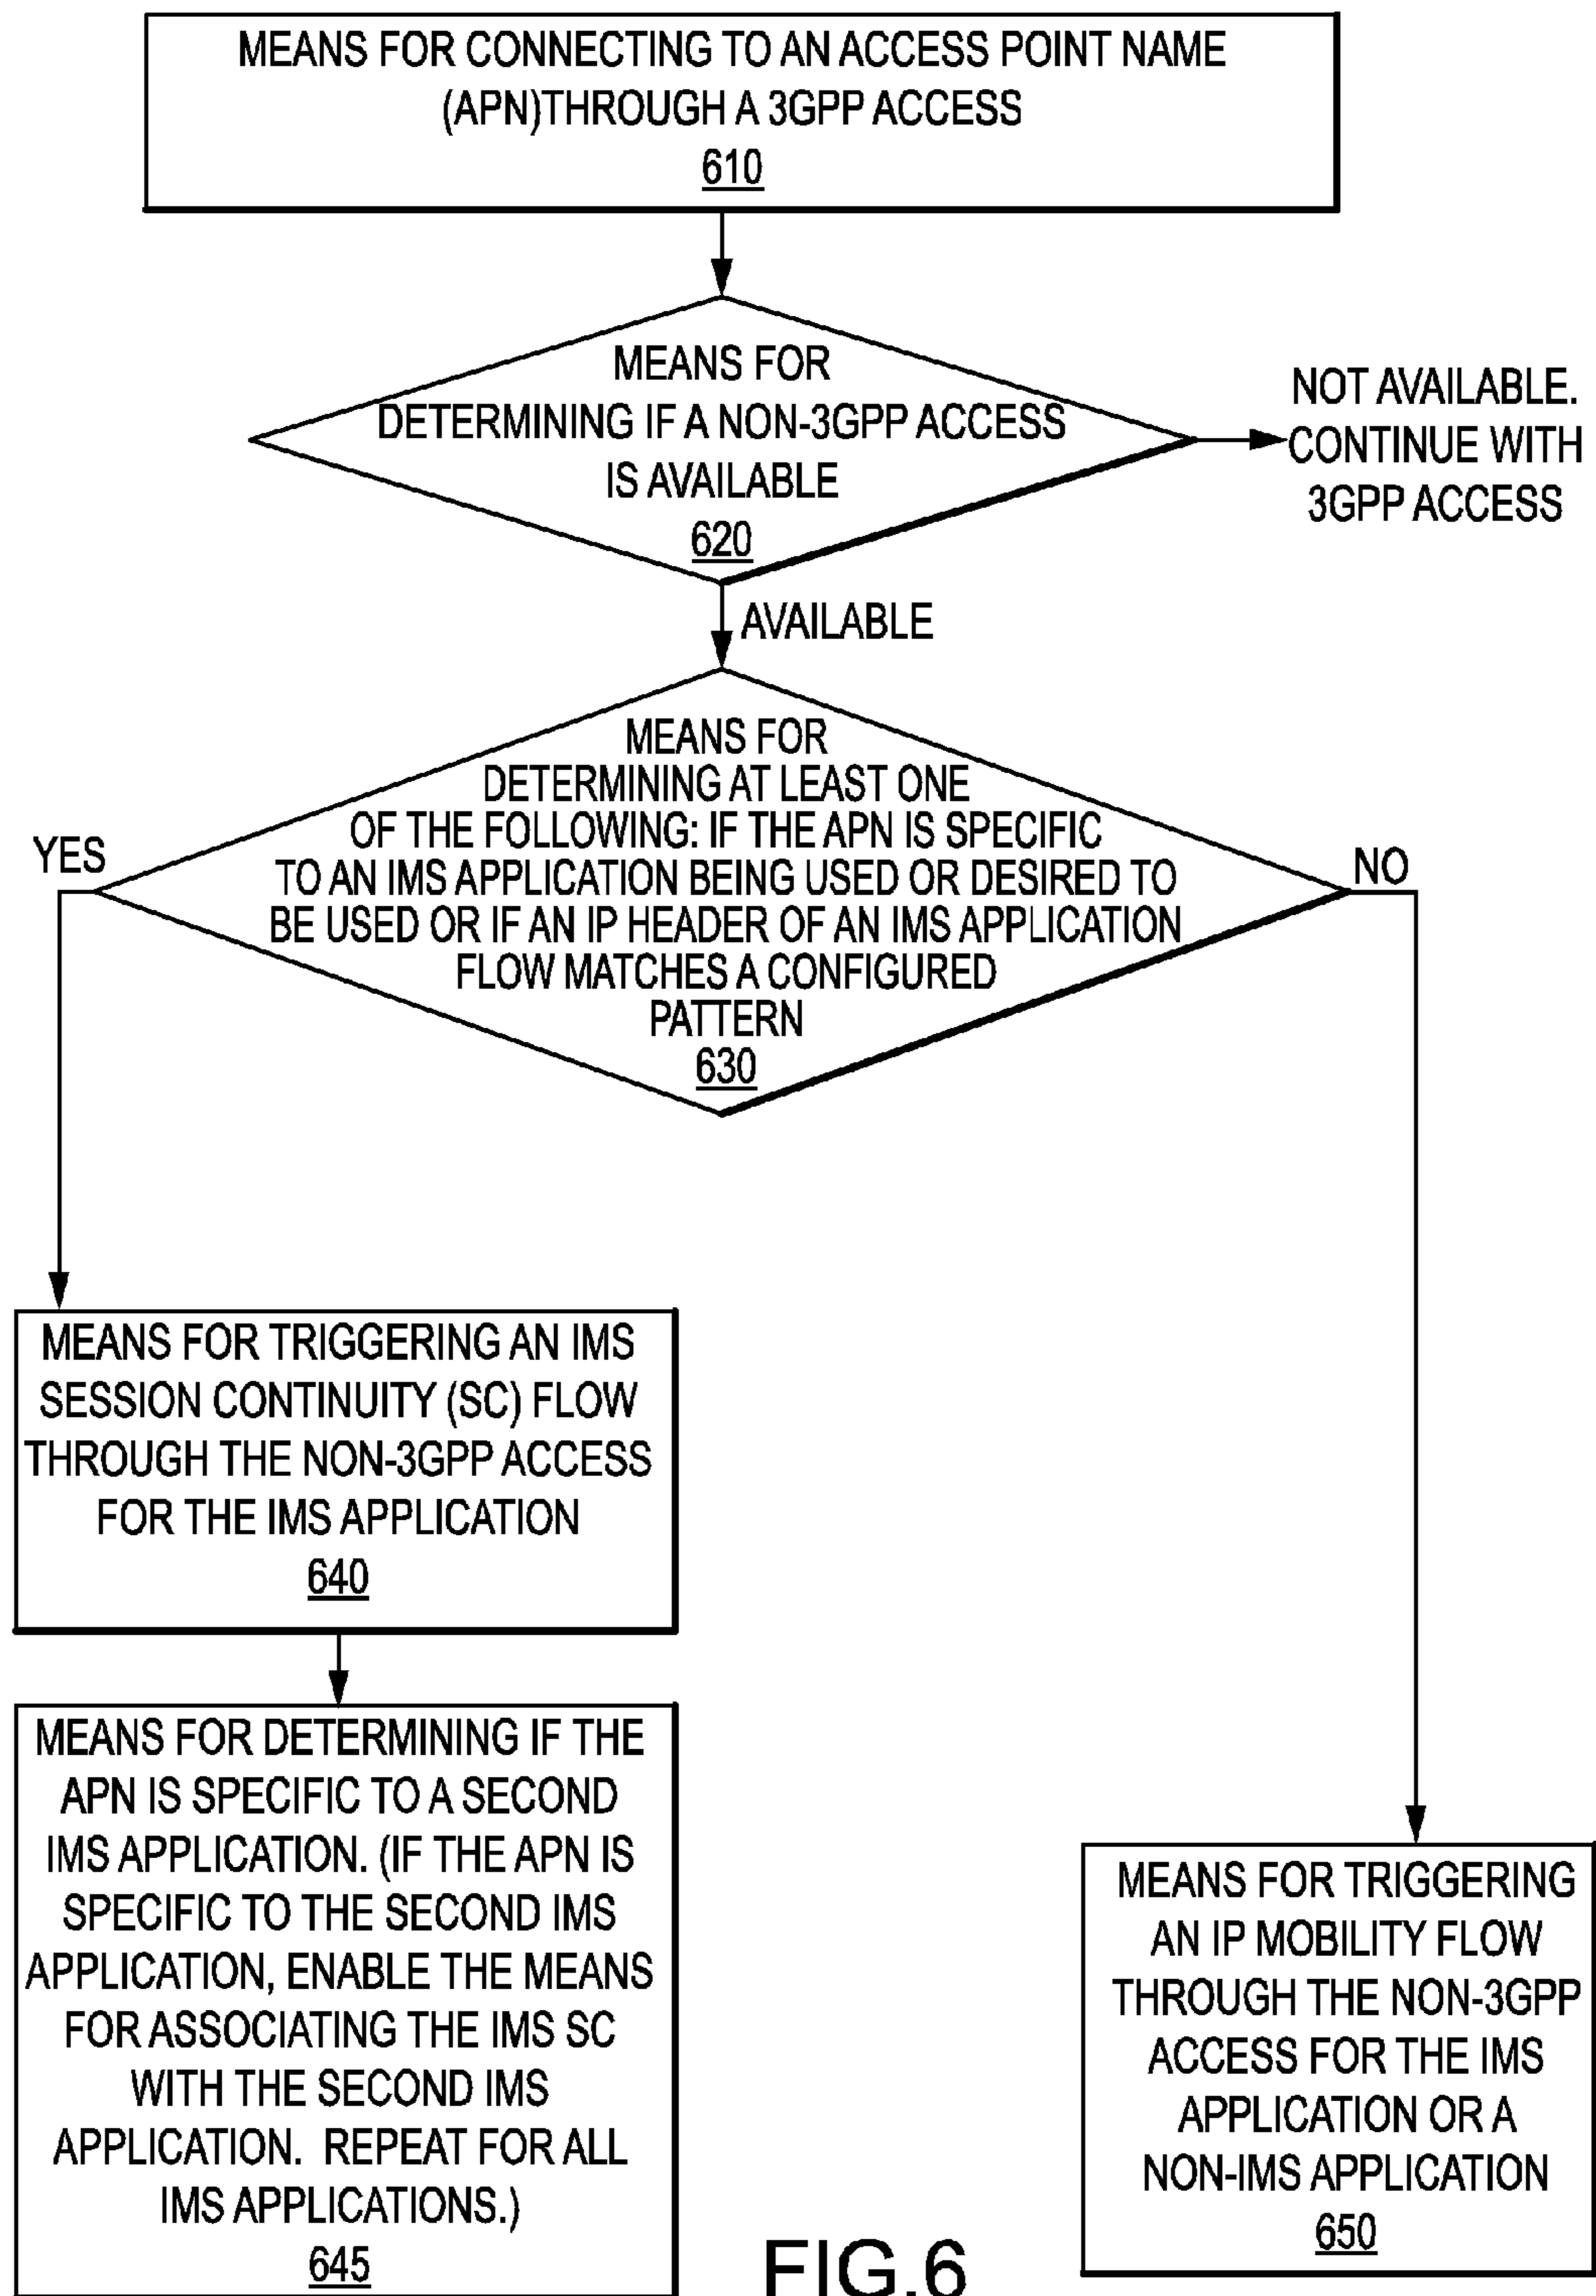 MEANS FOR CONNECTING TO AN ACCESS POINT NAME
(APN)THROUGH A 3GPP ACCESS
610
MEANS FOR
DETERMINING IF A NON-3GPP ACCESS
IS AVAILABLE
620
NOT AVAILABLE.
CONTINUE WITH
3GPP ACCESS
AVAILABLE
MEANS FOR
DETERMINING AT LEAST ONE
OF THE FOLLOWING: IF THE APN IS SPECIFIC
TO AN IMS APPLICATION BEING USED OR DESIRED TO
BE USED OR IF AN IP HEADER OF AN IMS APPLICATION
FLOW MATCHES A CONFIGURED
PATTERN
630
YES
NO
MEANS FOR TRIGGERING AN IMS
SESSION CONTINUITY (SC) FLOW
THROUGH THE NON-3GPP ACCESS
FOR THE IMS APPLICATION
640
MEANS FOR DETERMINING IF THE
APN IS SPECIFIC TO A SECOND
IMS APPLICATION. (IF THE APN IS
SPECIFIC TO THE SECOND IMS
APPLICATION, ENABLE THE MEANS
FOR ASSOCIATING THE IMS SC
WITH THE SECOND IMS
APPLICATION. REPEAT FOR ALL
IMS APPLICATIONS.)
645
MEANS FOR TRIGGERING
AN IP MOBILITY FLOW
THROUGH THE NON-3GPP
ACCESS FOR THE IMS
APPLICATION OR A
NON-IMS APPLICATION
650
FIG.6